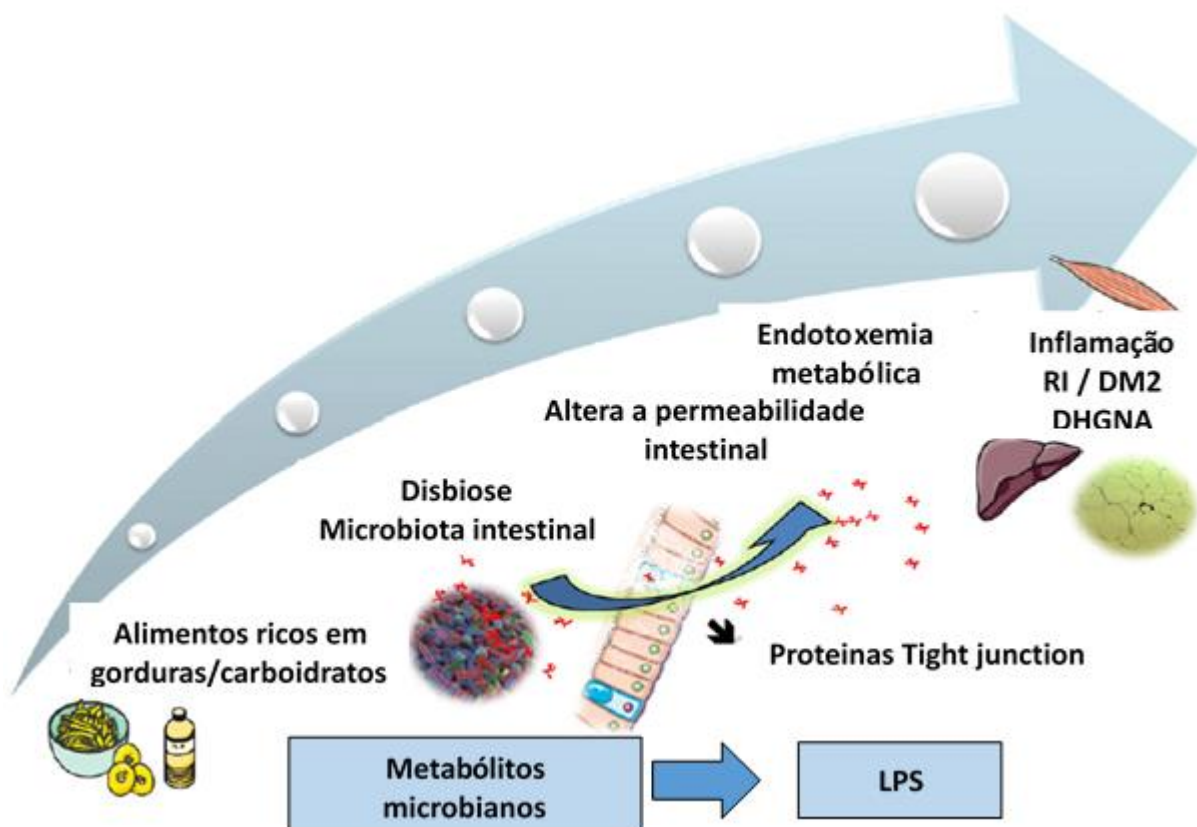 Alimentos ricos em
gorduras/carboidratos
Disbiose
Microbiota intestinal
Altera a permeabilidade
intestinal
Endotoxemia
metabólica
Inflamação
RI / DM2
DHGNA
Proteinas Tight junction
Metabólitos
microbianos
LPS